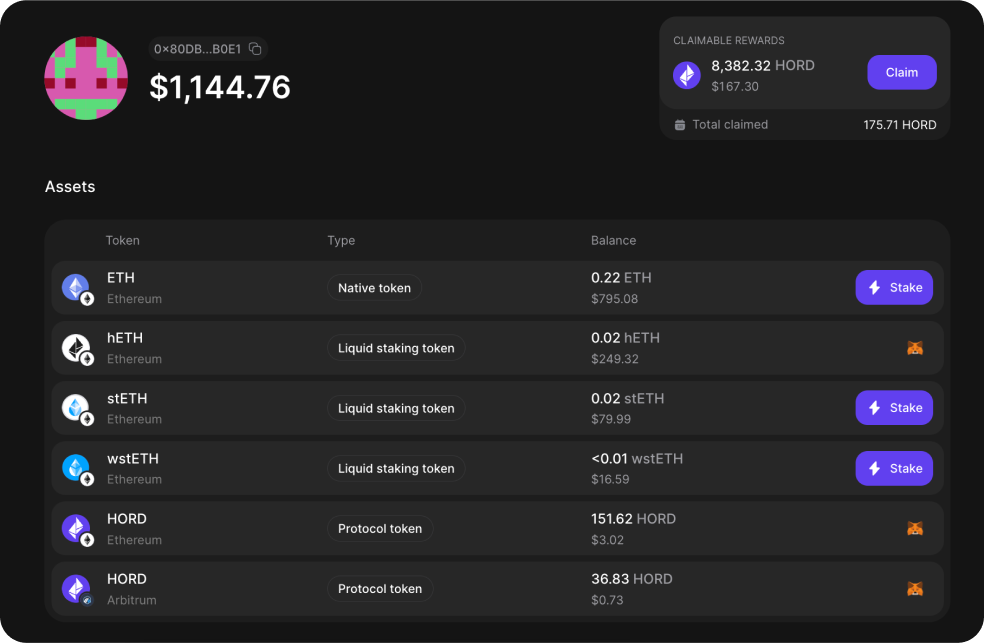 0×80DB...B0E1
$1,144.76
CLAIMABLE REWARDS
8,382.32 HORD
$167.30
Claim
Total claimed 175.71 HORD
Assets
Token Type Balance
ETH
Ethereum
Native token
0.22 ETH
$795.08
Stake
hETH
Ethereum
Liquid staking token
0.02 hETH
$249.32
stETH
Ethereum
Liquid staking token
0.02 stETH
$79.99
Stake
wstETH
Ethereum
Liquid staking token
<0.01 wstETH
$16.59
Stake
HORD
Ethereum
Protocol token
151.62 HORD
$3.02
HORD
Arbitrum
Protocol token
36.83 HORD
$0.73